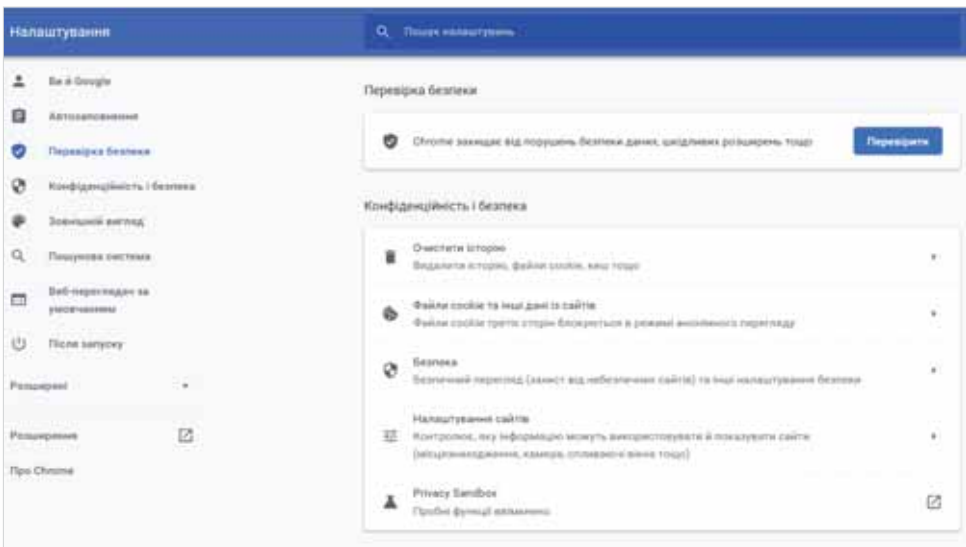 Налаштування
Пошук налаштувань
Ви й Google
Автозаповнення
Перевірка безпеки
Конфіденційність і безпека
Зовнішній вигляд
Пошукова система
Веб-переглядач за
умовчанням
Після запуску
Розширені
Розширення
Про Chrome
Перевірка безпеки
Chrome захищає від порушень безпеки даних, шкідливих розширень тощо
Перевірити
Конфіденційність і безпека
Очистити історію
Видалити історію, файли cookie, кеш тощо
Файли cookie та інші дані із сайтів
Файли cookie третіх сторін блокуються в режимі анонімного перегляду
Безпека
Безпечний перегляд (захист від небезпечних сайтів) та інші налаштування безпеки
Налаштування сайтів
Контролює, яку інформацію можуть використовувати й показувати сайти
(місцезнаходження, камера, спливаючі вікна тощо)
Privacy Sandbox
Пробні функції ввімкнено